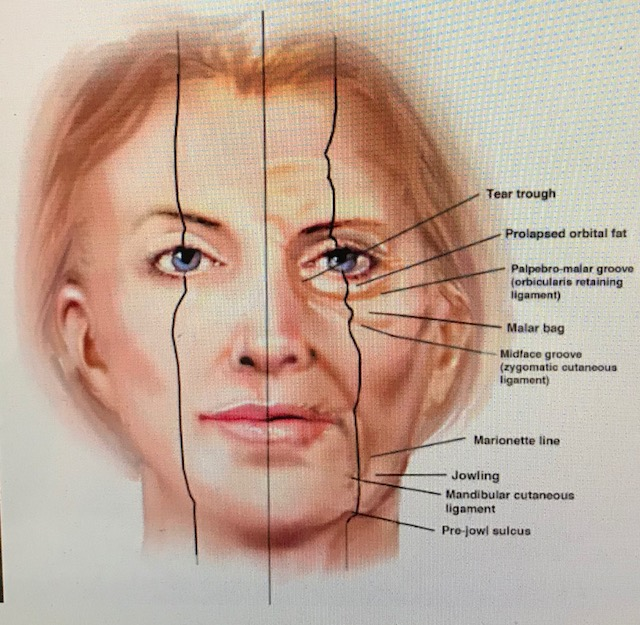 Tear trough
Prolapsed orbital fat
Palpebro-malar groove
(orbicularis retaining
ligament)
Malar bag
Midface groove
(zygomatic cutaneous
ligament)
Marionette line
Jowling
Mandibular cutaneous
ligament
Pre-jowl sulcus